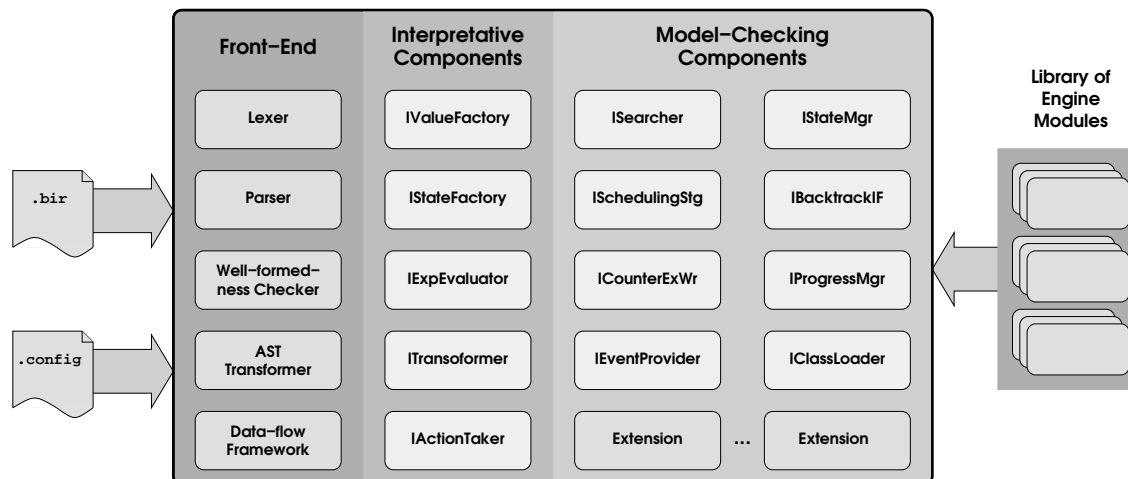 Front-End
Interpretative
Components
Model-Checking
Components
Library of
Engine
Modules
Lexer
IValueFactory
ISearcher
IStateMgr
.bir
Parser
IStateFactory
ISchedulingStg
IBacktrackIF
Well-formed-
ness Checker
IExpEvaluator
ICounterExWr
IProgressMgr
.config
AST
Transformer
ITransoformer
IEventProvider
IClassLoader
Data-flow
Framework
IActionTaker
Extension
...
Extension